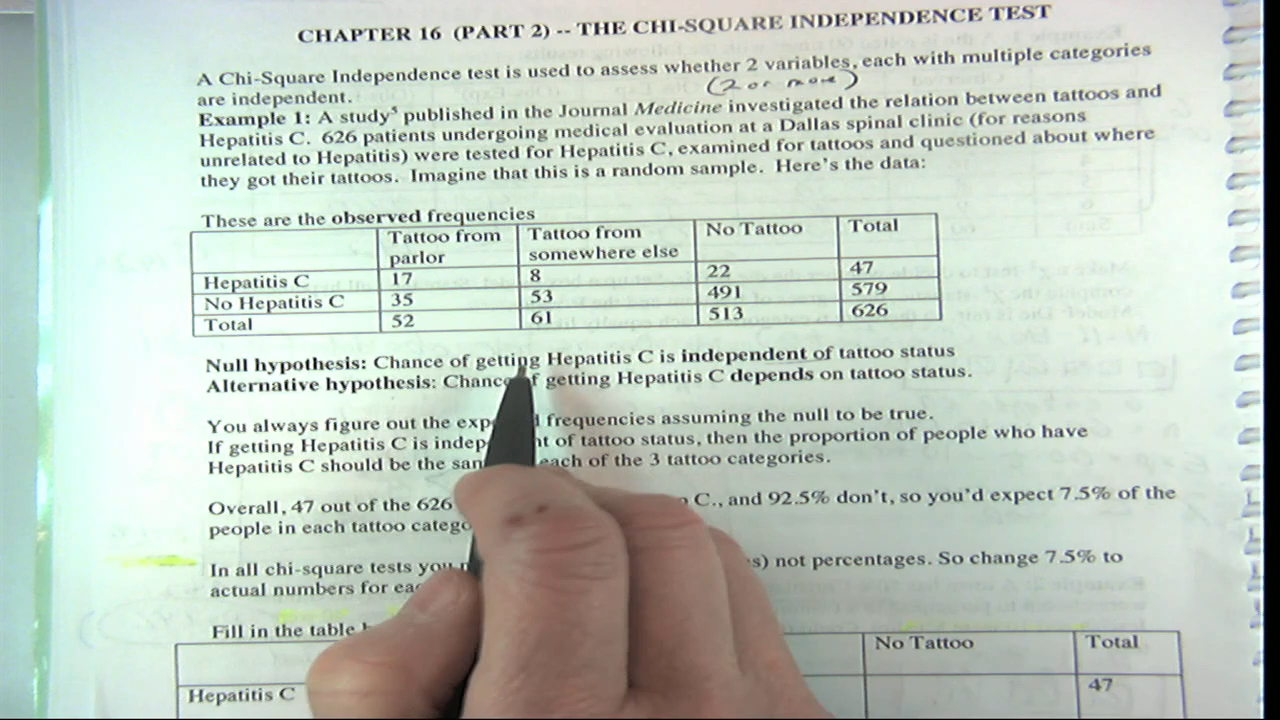 CHAPTER 16 (PART 2) -- THE CHI-SQUARE INDEPENDENCE TEST
A Chi-Square Independence test is used to assess whether 2 variables, each with multiple categories
(2 or more)
are independent.
Example 1: A study⁵ published in the Journal Medicine investigated the relation between tattoos and
Hepatitis C. 626 patients undergoing medical evaluation at a Dallas spinal clinic (for reasons
unrelated to Hepatitis) were tested for Hepatitis C, examined for tattoos and questioned about where
they got their tattoos. Imagine that this is a random sample. Here's the data:
These are the observed frequencies
Tattoo from parlor Tattoo from somewhere else No Tattoo Total
Hepatitis C 17 8 22 47
No Hepatitis C 35 53 491 579
Total 52 61 513 626
Null hypothesis: Chance of getting Hepatitis C is independent of tattoo status
Alternative hypothesis: Chance of getting Hepatitis C depends on tattoo status.
You always figure out the frequencies assuming the null to be true.
If getting Hepatitis C is of tattoo status, then the proportion of people who have
Hepatitis C should be the each of the 3 tattoo categories.
Overall, 47 out of the 626 C., and 92.5% don't, so you'd expect 7.5% of the
people in each tattoo
In all chi-square tests you not percentages. So change 7.5% to
actual numbers for
Fill in the table
No Tattoo Total
Hepatitis C 47